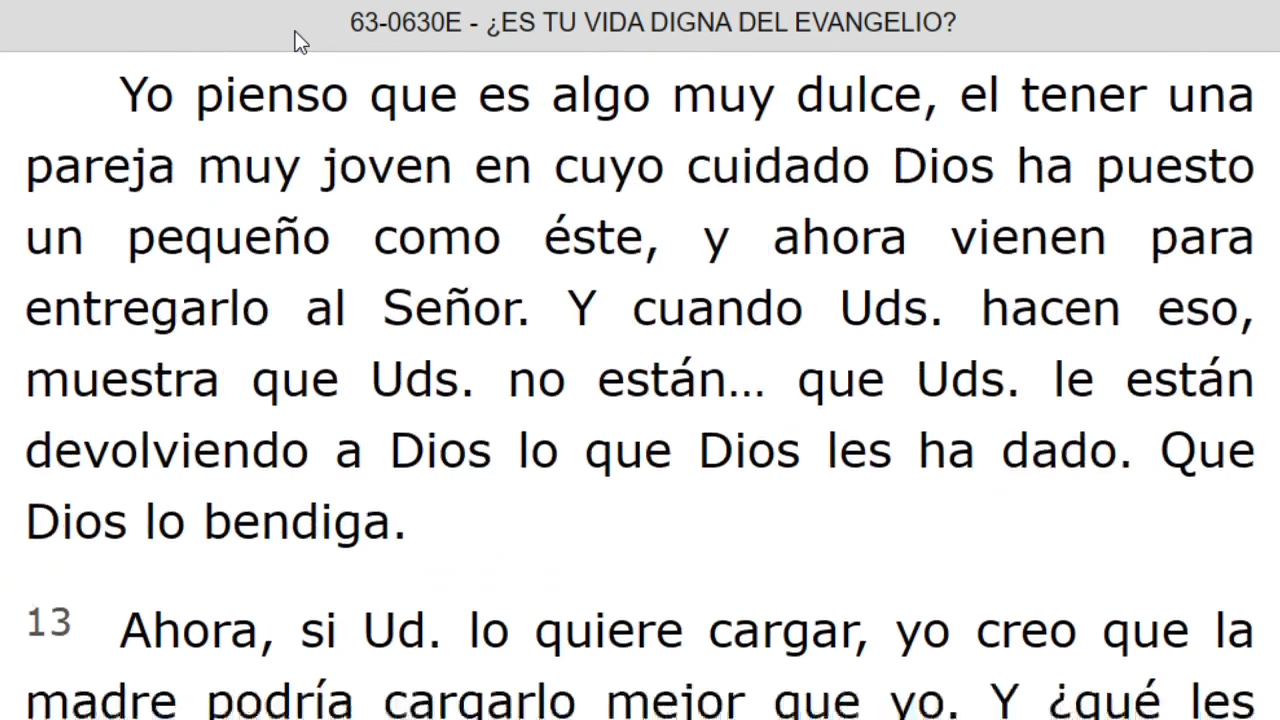 63-0630E - ¿ES TU VIDA DIGNA DEL EVANGELIO?
Yo pienso que es algo muy dulce, el tener una
pareja muy joven en cuyo cuidado Dios ha puesto
un pequeño como éste, y ahora vienen para
entregarlo al Señor. Y cuando Uds. hacen eso,
muestra que Uds. no están... que Uds. le están
devolviendo a Dios lo que Dios les ha dado. Que
Dios lo bendiga.
13 Ahora, si Ud. lo quiere cargar, yo creo que la
madre podría cargarlo mejor que yo. Y ¿qué les